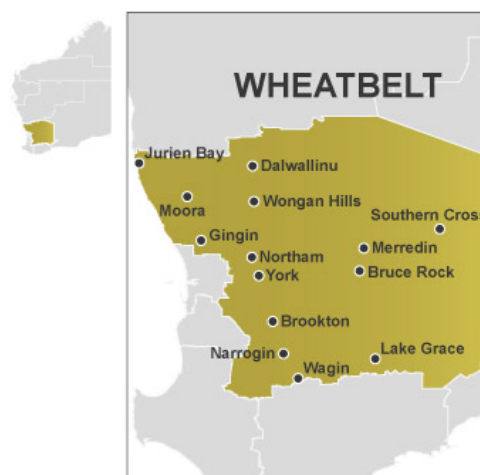 WHEATBELT
Jurien Bay
Dalwallinu
Moora
Wongan Hills
Southern Cross
Gingin
Merredin
Northam
Bruce Rock
York
Brookton
Narrogin
Lake Grace
Wagin